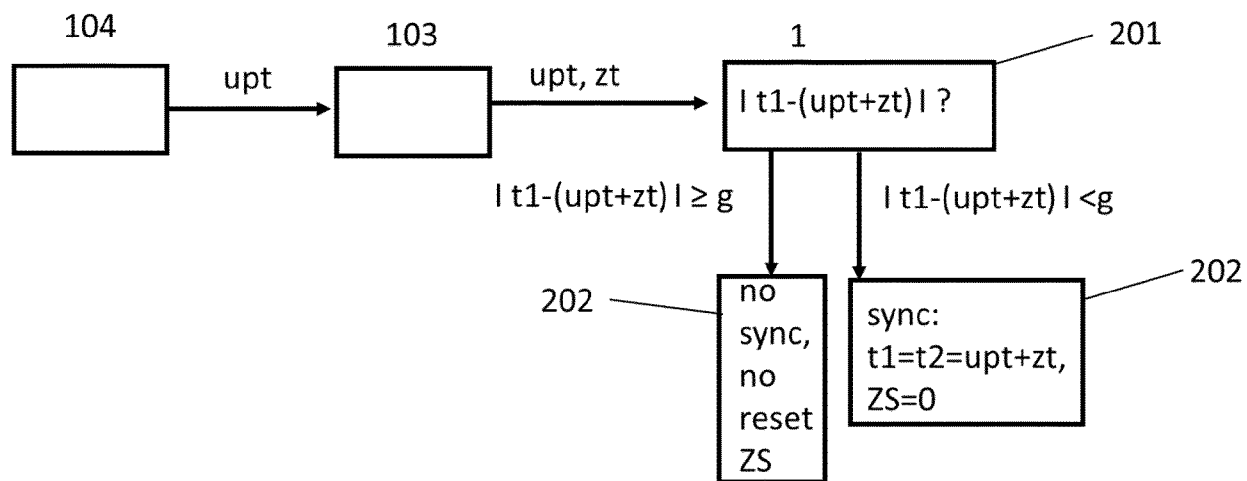 104
103
1
201
upt
upt, zt
I t1-(upt+zt) I ?
I t1-(upt+zt) I ≥ g
I t1-(upt+zt) I <g
202
202
no
sync,
no
reset
ZS
sync:
t1=t2=upt+zt,
ZS=0